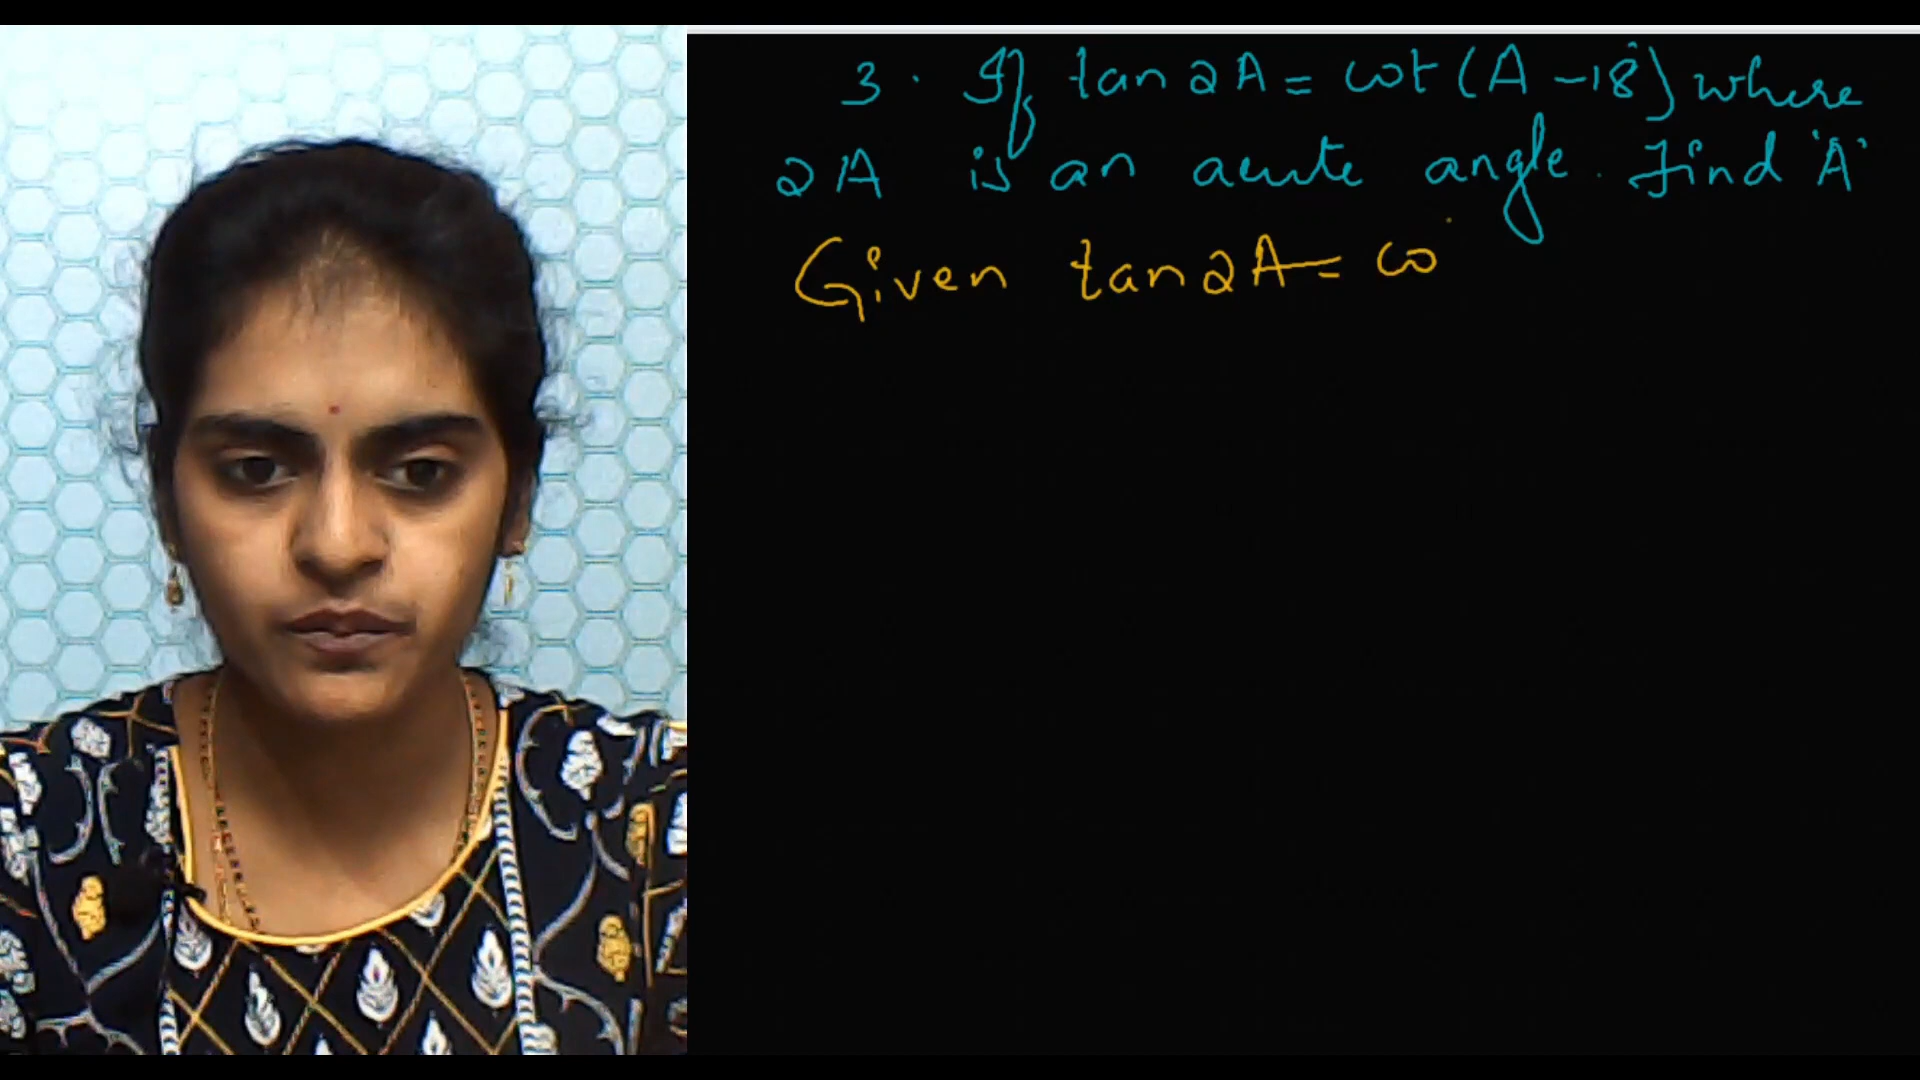 3. If tan 2A = cot (A - 18°) where
2A is an acute angle. Find 'A'
Given tan 2A = co